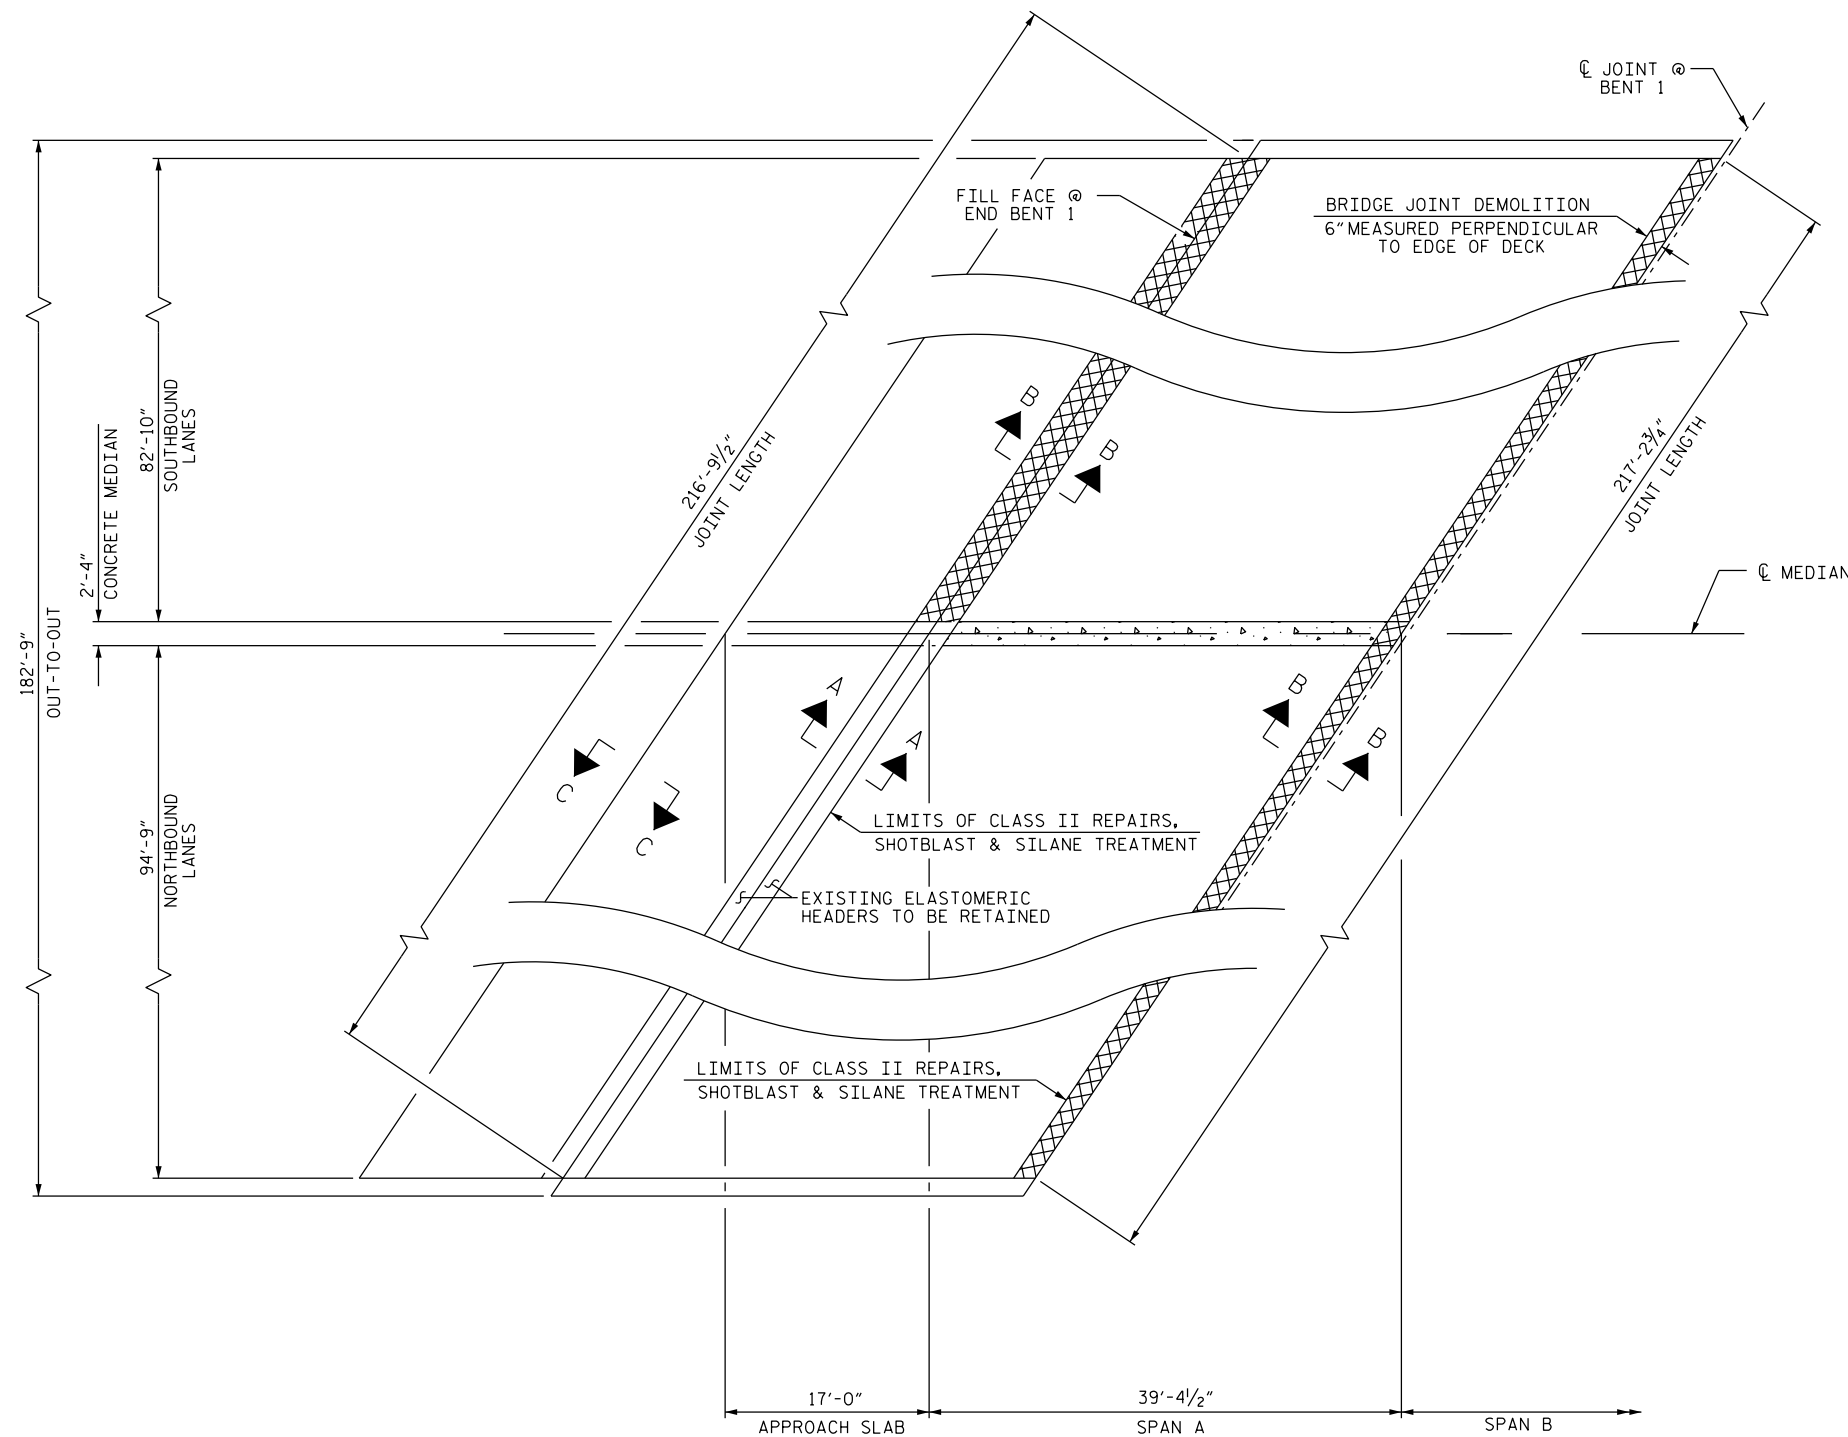 ℄ JOINT @
BENT 1
FILL FACE @
END BENT 1
BRIDGE JOINT DEMOLITION
6" MEASURED PERPENDICULAR
TO EDGE OF DECK
82'-10"
SOUTHBOUND
LANES
2'-4"
CONCRETE MEDIAN
182'-9"
OUT-TO-OUT
94'-9"
NORTHBOUND
LANES
216'-9½"
JOINT LENGTH
217'-2¾"
JOINT LENGTH
B
B
℄ MEDIAN
A
A
B
B
C
C
LIMITS OF CLASS II REPAIRS,
SHOTBLAST & SILANE TREATMENT
EXISTING ELASTOMERIC
HEADERS TO BE RETAINED
LIMITS OF CLASS II REPAIRS,
SHOTBLAST & SILANE TREATMENT
17'-0"
APPROACH SLAB
39'-4½"
SPAN A
SPAN B